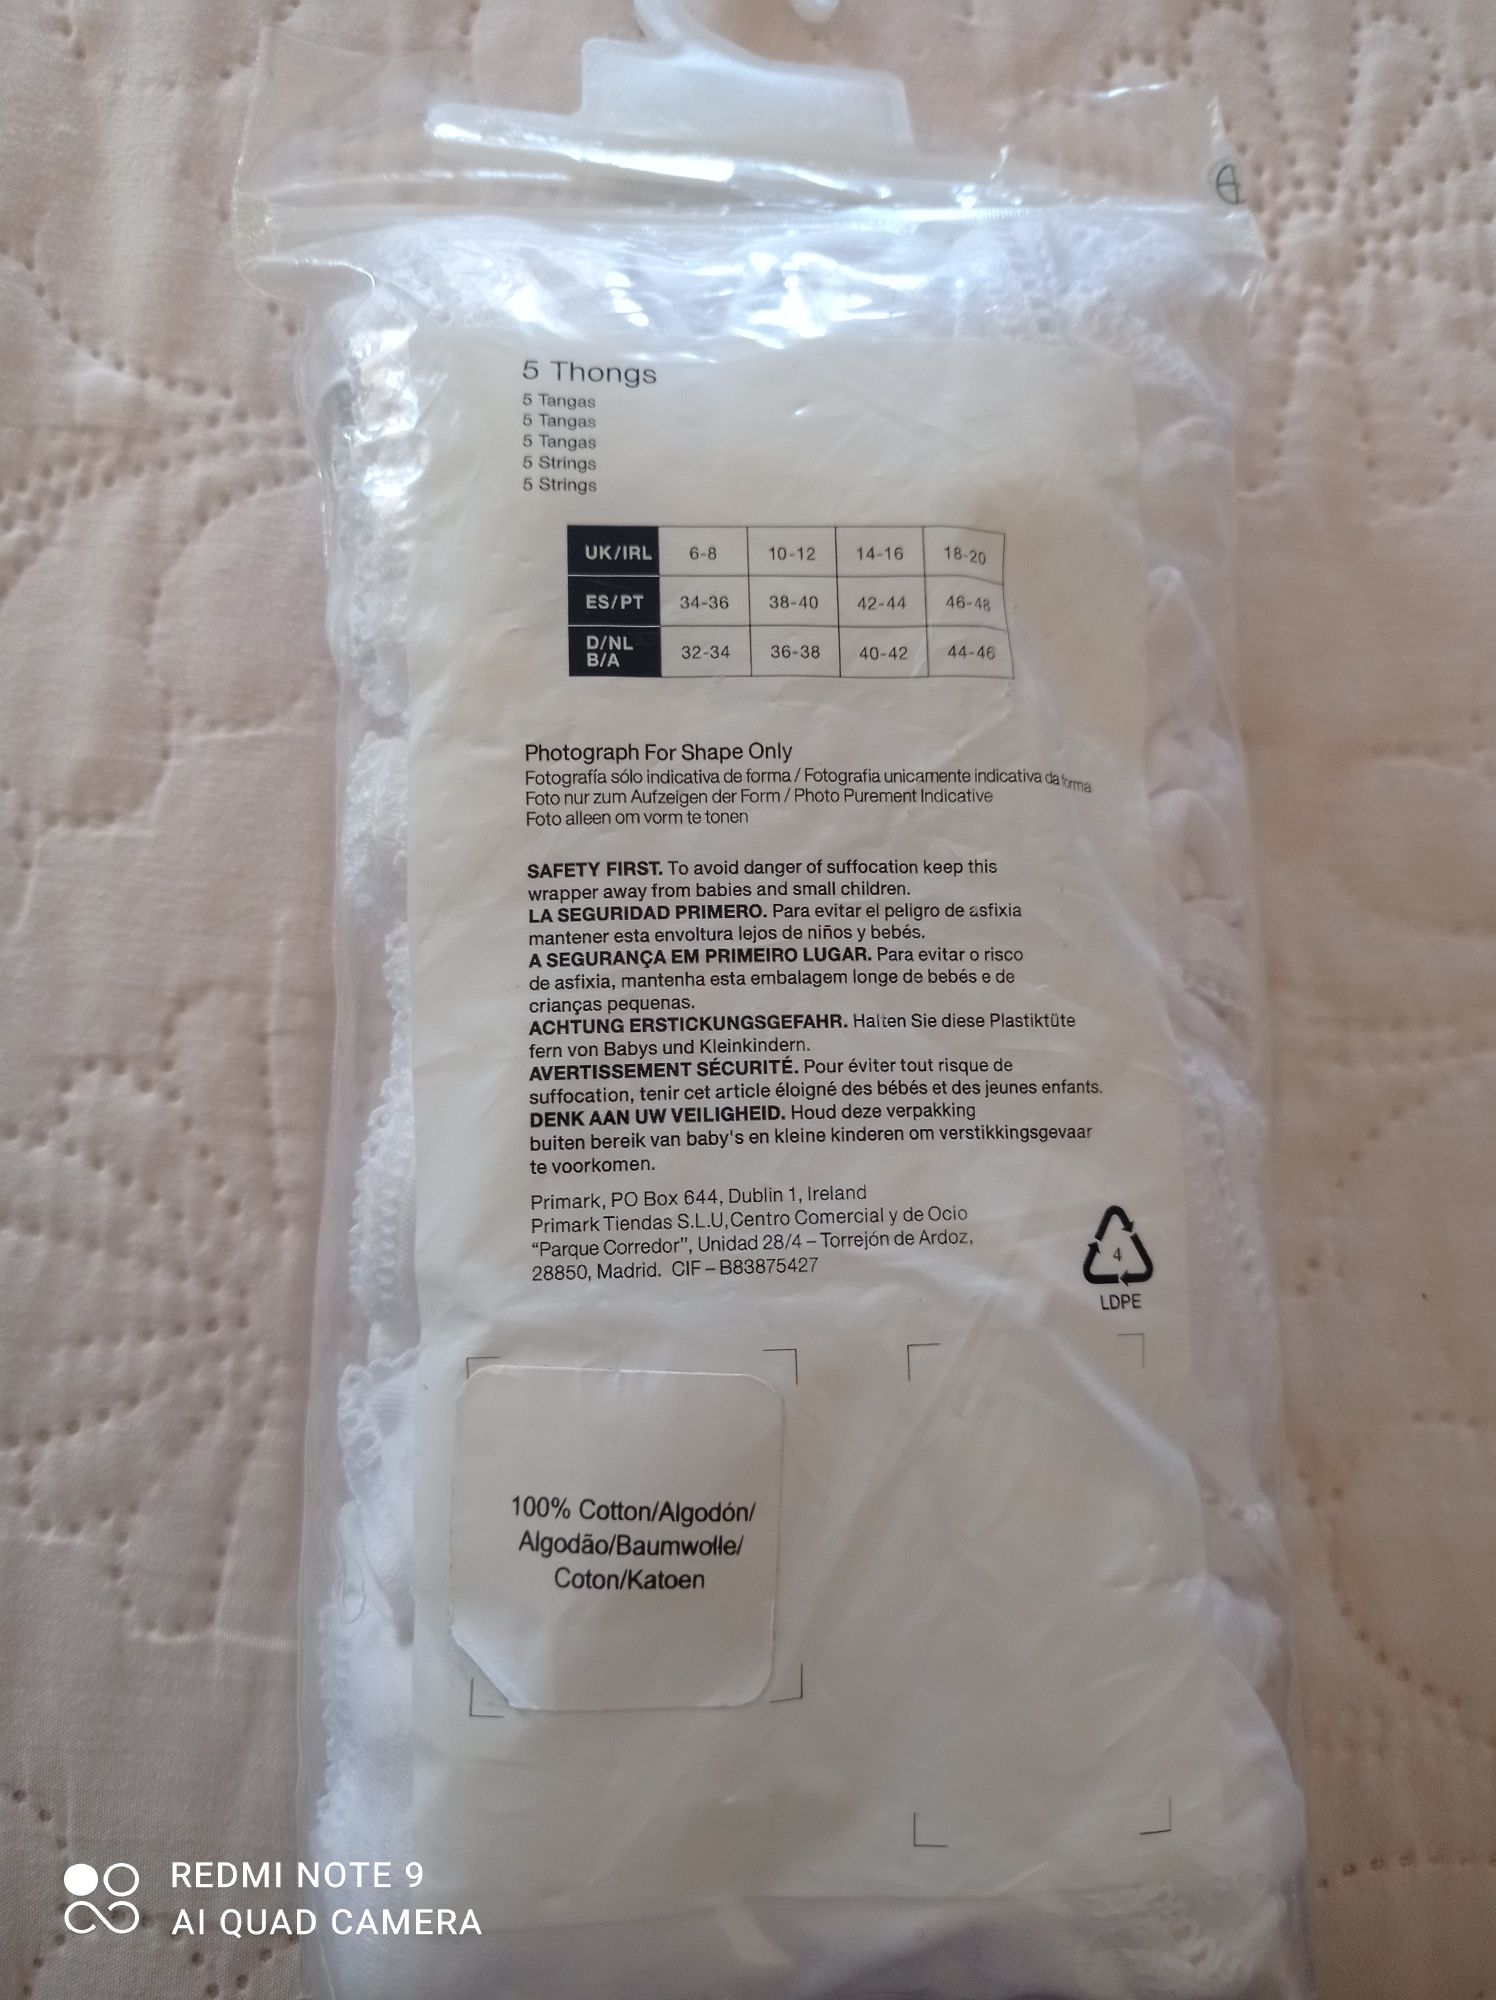 5 Thongs
5 Tangas
5 Tangas
5 Tangas
5 Strings
5 Strings
UK/IRL 6-8 10-12 14-16 18-20
ES/PT 34-36 38-40 42-44 46-48
D/NL B/A 32-34 36-38 40-42 44-46
Photograph For Shape Only
Fotografía sólo indicativa de forma / Fotografia unicamente indicativa da forma
Foto nur zum Aufzeigen der Form / Photo Purement Indicative
Foto alleen om vorm te tonen
SAFETY FIRST. To avoid danger of suffocation keep this
wrapper away from babies and small children.
LA SEGURIDAD PRIMERO. Para evitar el peligro de asfixia
mantener esta envoltura lejos de niños y bebés.
A SEGURANÇA EM PRIMEIRO LUGAR. Para evitar o risco
de asfixia, mantenha esta embalagem longe de bebés e de
crianças pequenas.
ACHTUNG ERSTICKUNGSGEFAHR. Halten Sie diese Plastiktüte
fern von Babys und Kleinkindern.
AVERTISSEMENT SÉCURITÉ. Pour éviter tout risque de
suffocation, tenir cet article éloigné des bébés et des jeunes enfants.
DENK AAN UW VEILIGHEID. Houd deze verpakking
buiten bereik van baby's en kleine kinderen om verstikkingsgevaar
te voorkomen.
Primark, PO Box 644, Dublin 1, Ireland
Primark Tiendas S.L.U, Centro Comercial y de Ocio
“Parque Corredor”, Unidad 28/4 – Torrejón de Ardoz,
28850, Madrid. CIF – B83875427
4
LDPE
100% Cotton/Algodón/
Algodão/Baumwolle/
Coton/Katoen
REDMI NOTE 9
AI QUAD CAMERA